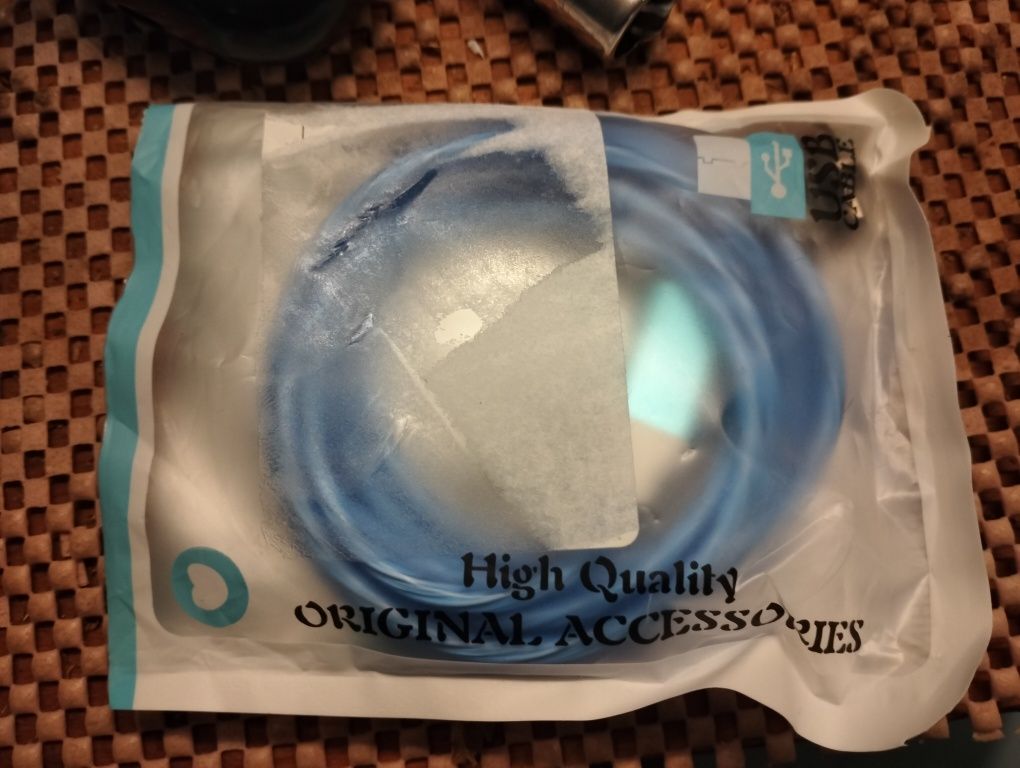 USB
CABLE
High Quality
ORIGINAL ACCESSORIES